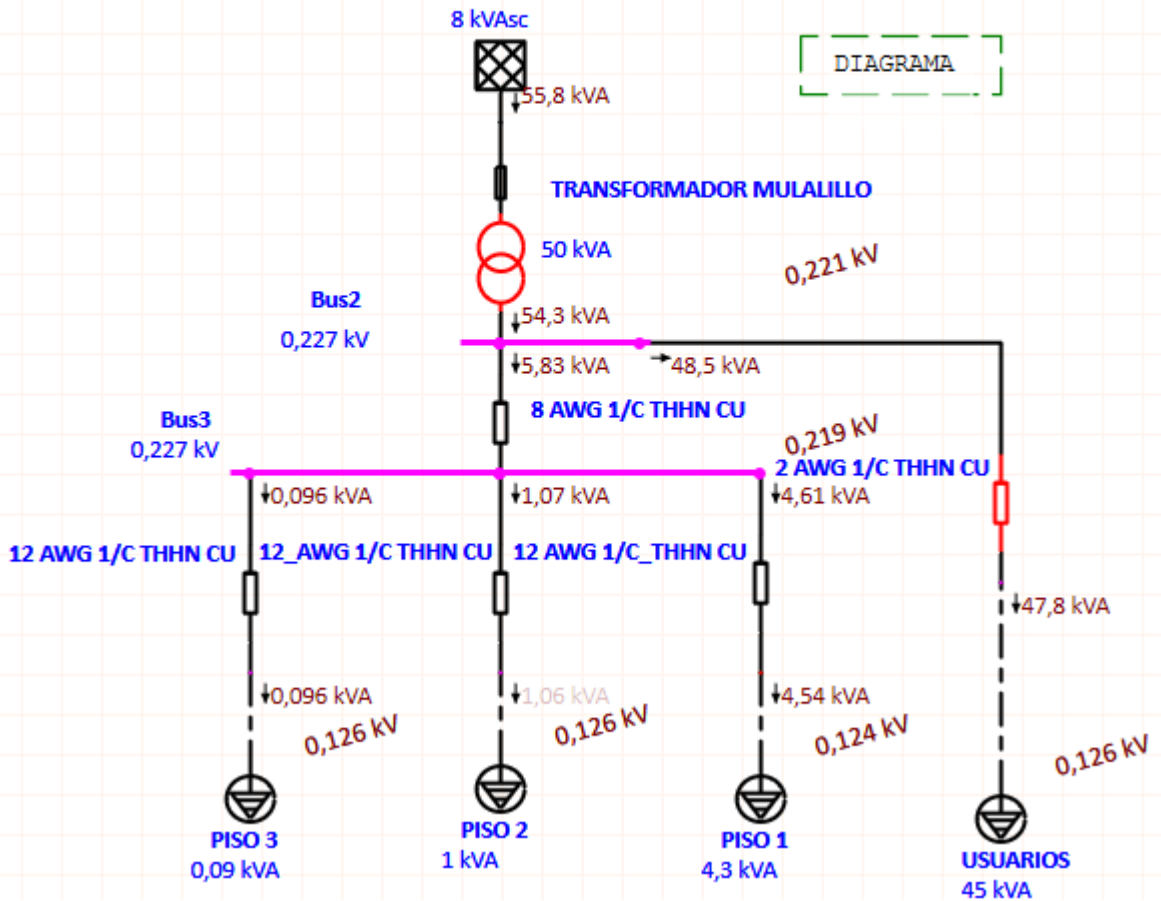 8 kVAsc
DIAGRAMA
55,8 kVA
TRANSFORMADOR MULALILLO
50 kVA
0,221 kV
Bus2
54,3 kVA
0,227 kV
5,83 kVA
48,5 kVA
8 AWG 1/C THHN CU
Bus3
0,227 kV
0,219 kV
2 AWG 1/C THHN CU
0,096 kVA
1,07 kVA
4,61 kVA
12 AWG 1/C THHN CU
12_AWG 1/C THHN CU
12 AWG 1/C_THHN CU
47,8 kVA
0,096 kVA
1,06 kVA
4,54 kVA
0,126 kV
0,126 kV
0,124 kV
0,126 kV
PISO 3
0,09 kVA
PISO 2
1 kVA
PISO 1
4,3 kVA
USUARIOS
45 kVA